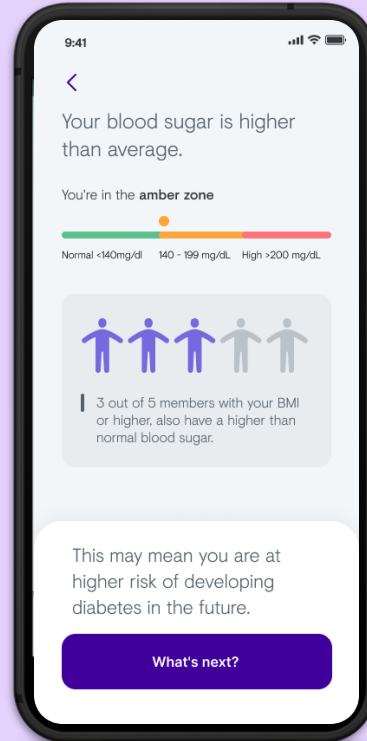 9:41
Your blood sugar is higher
than average.
You're in the amber zone
Normal <140mg/dl 140 - 199 mg/dL High >200 mg/dL
3 out of 5 members with your BMI
or higher, also have a higher than
normal blood sugar.
This may mean you are at
higher risk of developing
diabetes in the future.
What's next?